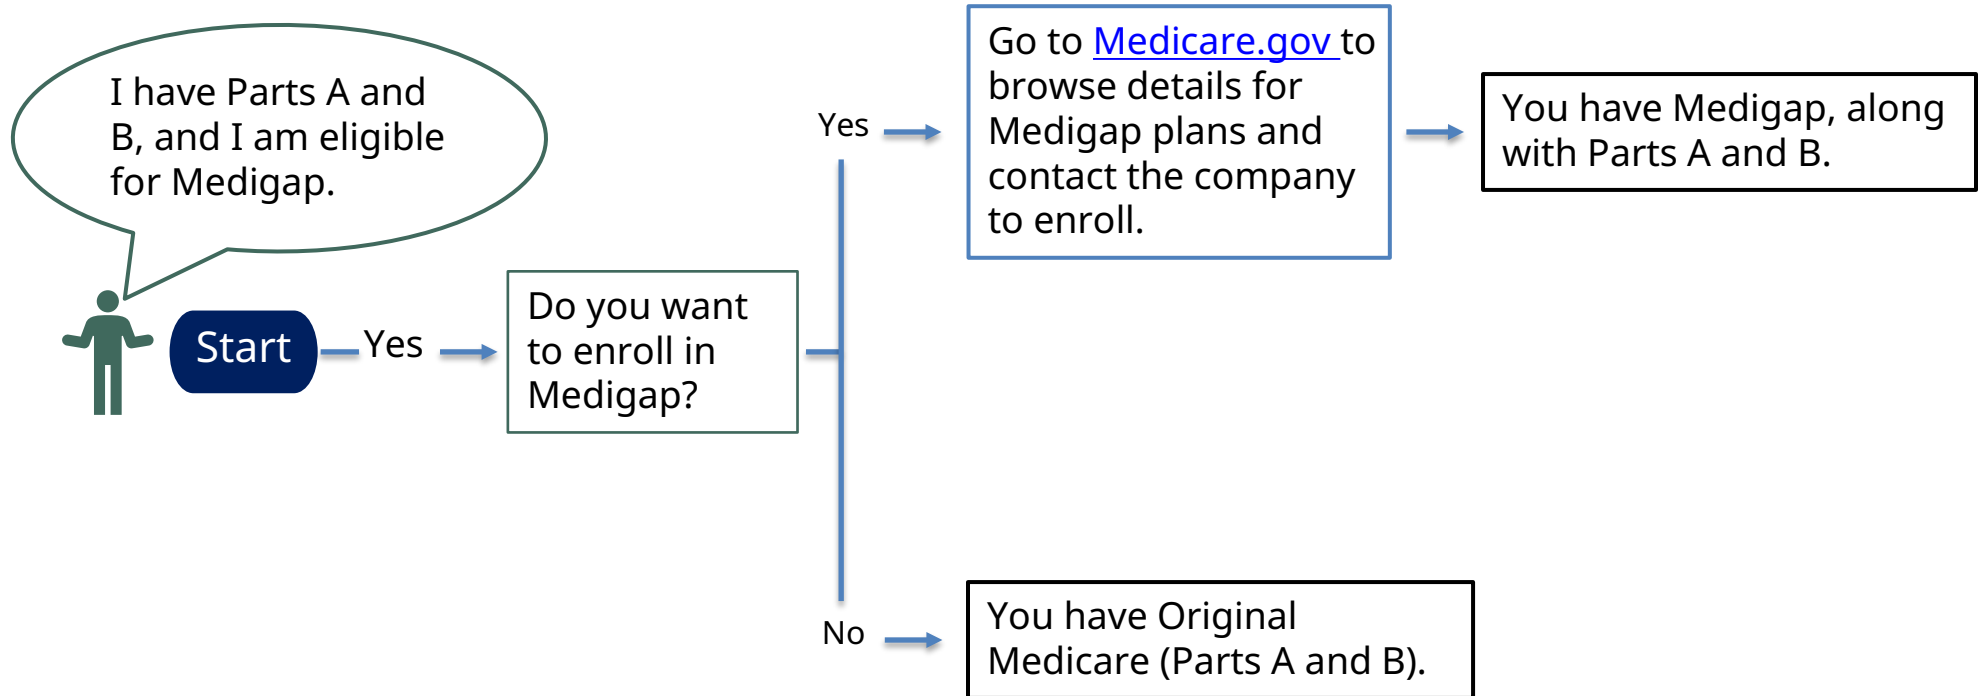 I have Parts A and
B, and I am eligible
for Medigap.
Start
Yes
Do you want
to enroll in
Medigap?
Yes
Go to Medicare.gov to
browse details for
Medigap plans and
contact the company
to enroll.
You have Medigap, along
with Parts A and B.
No
You have Original
Medicare (Parts A and B).